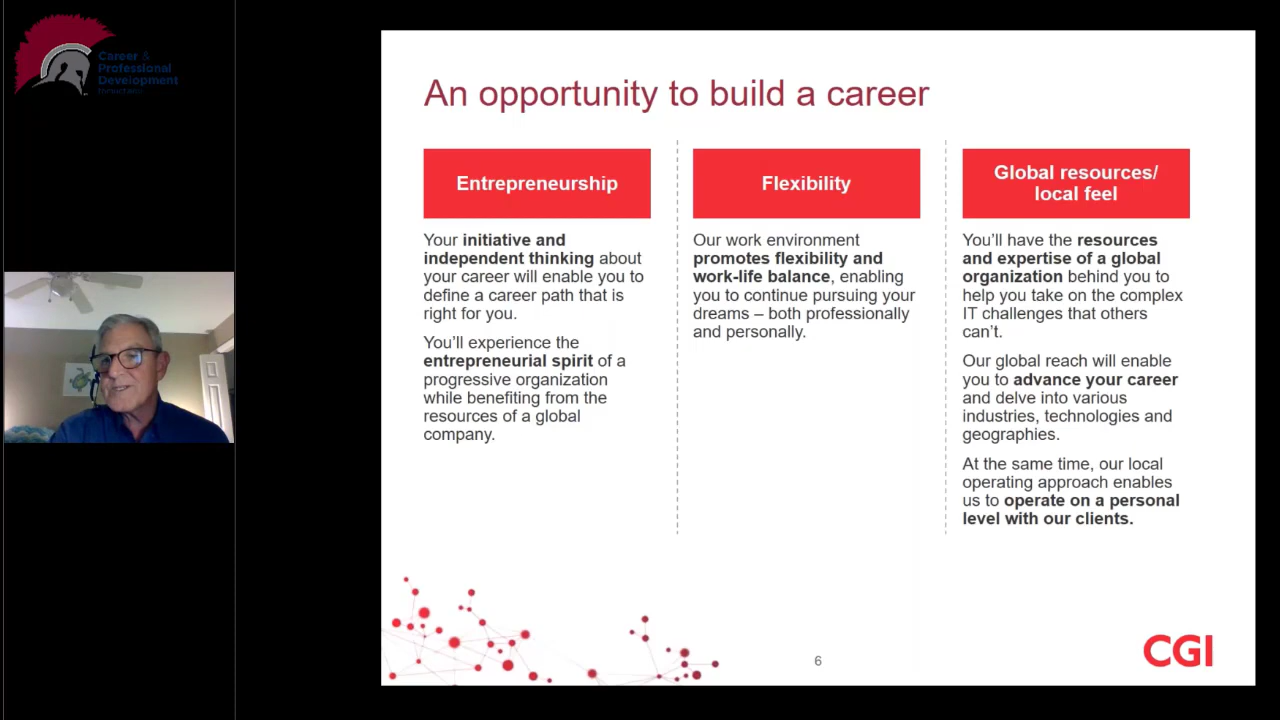 Career &
Professional
Development
An opportunity to build a career
Entrepreneurship
Your initiative and
independent thinking about
your career will enable you to
define a career path that is
right for you.
You'll experience the
entrepreneurial spirit of a
progressive organization
while benefiting from the
resources of a global
company.
Flexibility
Our work environment
promotes flexibility and
work-life balance, enabling
you to continue pursuing your
dreams – both professionally
and personally.
Global resources/
local feel
You'll have the resources
and expertise of a global
organization behind you to
help you take on the complex
IT challenges that others
can't.
Our global reach will enable
you to advance your career
and delve into various
industries, technologies and
geographies.
At the same time, our local
operating approach enables
us to operate on a personal
level with our clients.
6
CGI